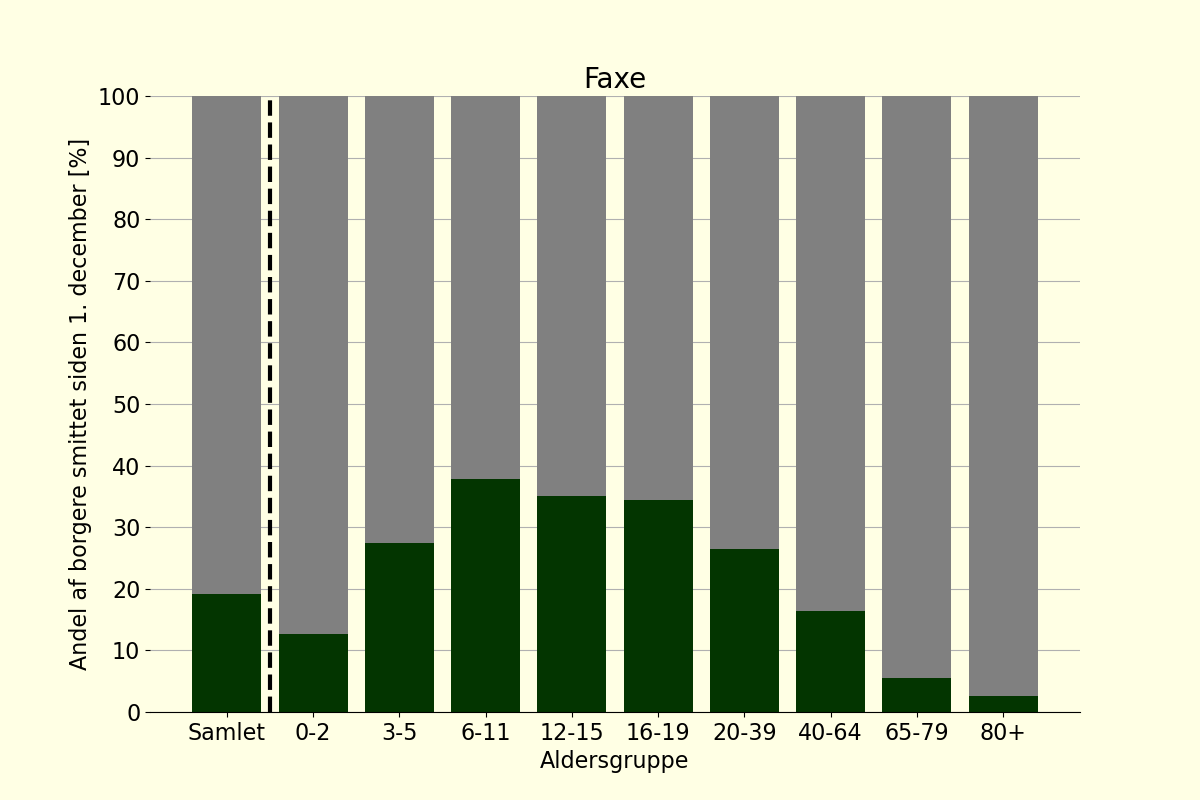 Faxe
Andel af borgere smittet siden 1. december [%]
100
90
80
70
60
50
40
30
20
10
0
Samlet 0-2 3-5 6-11 12-15 16-19 20-39 40-64 65-79 80+
Aldersgruppe